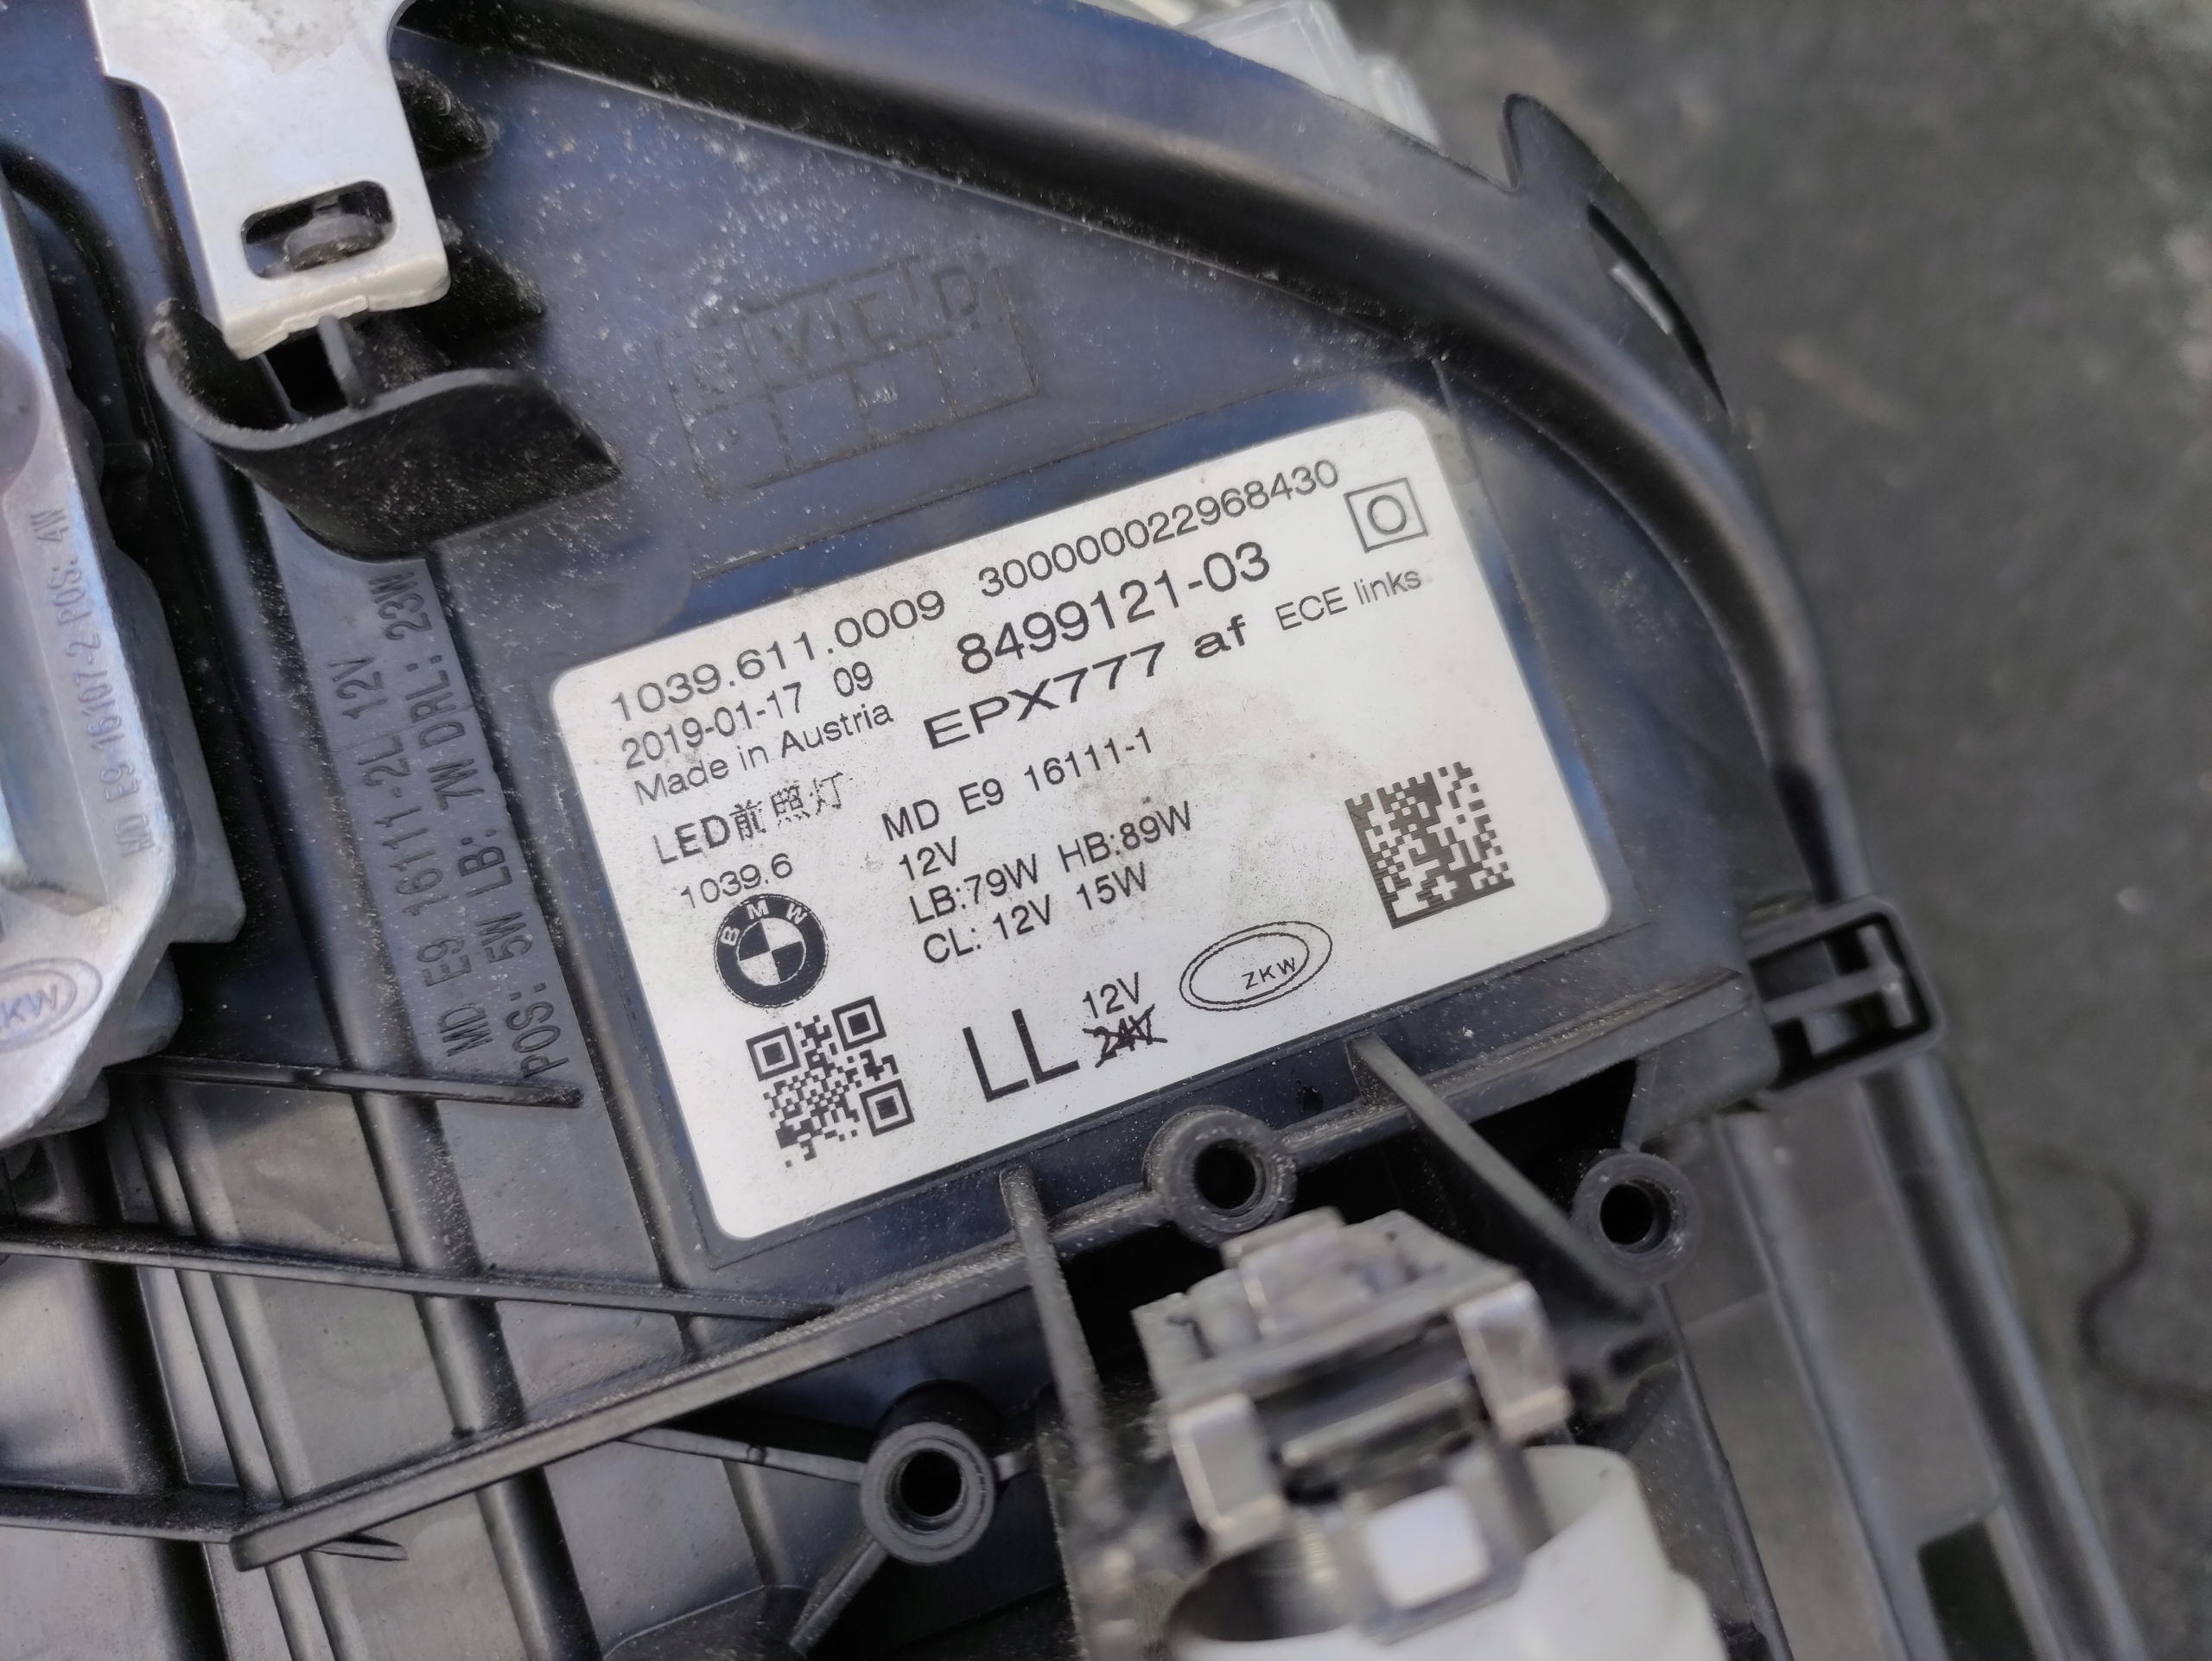 1039.611.0009 300000022968430
2019-01-17 09 8499121-03 O
Made in Austria EPX777 af ECE links
LED前照灯 MD E9 16111-1
1039.6 12V
LB:79W HB:89W
CL: 12V 15W
BMW
LL 12V
24V
ZKW
MD E9 16111-2L 12V
POS: 5W LB: 7W DRL: 23W
MD E9 16107-2 POS: 4W
ZKW
V E D